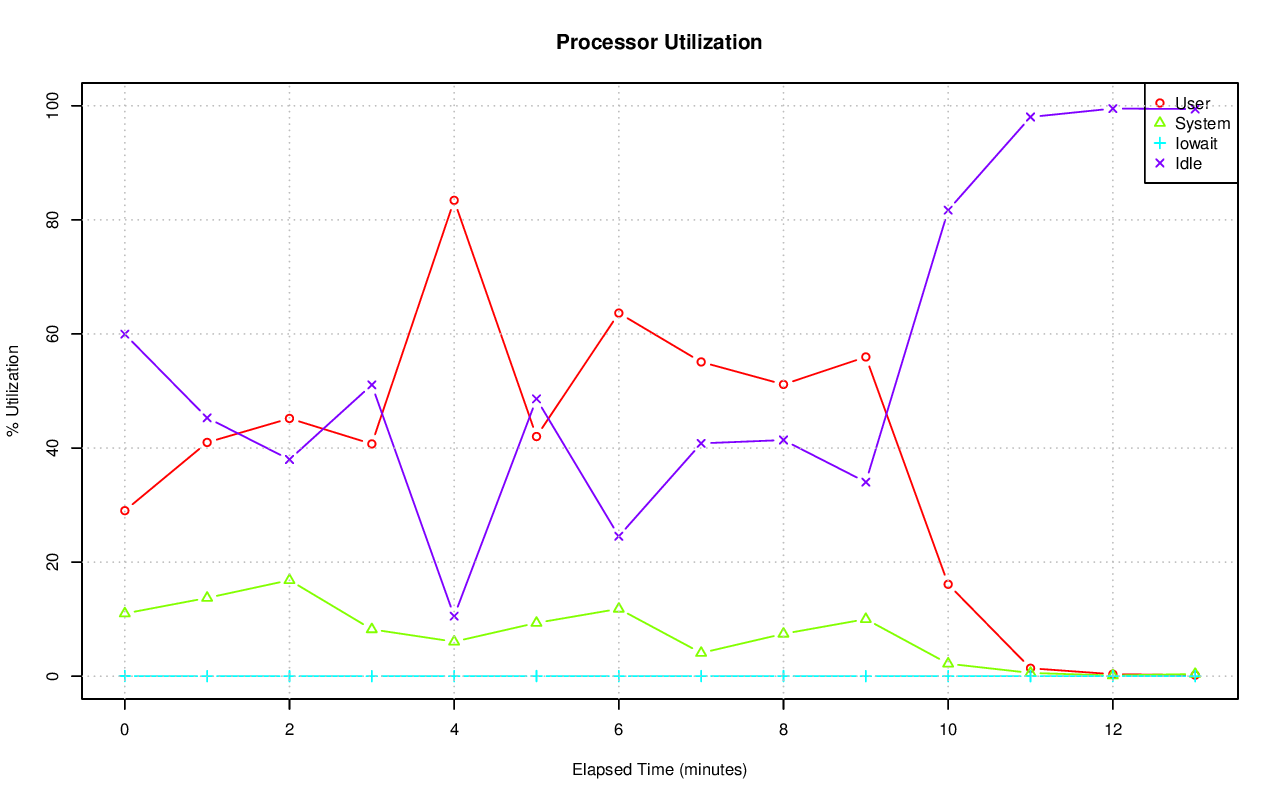 Processor Utilization
% Utilization
100
80
60
40
20
0
User
System
Iowait
Idle
0 2 4 6 8 10 12
Elapsed Time (minutes)